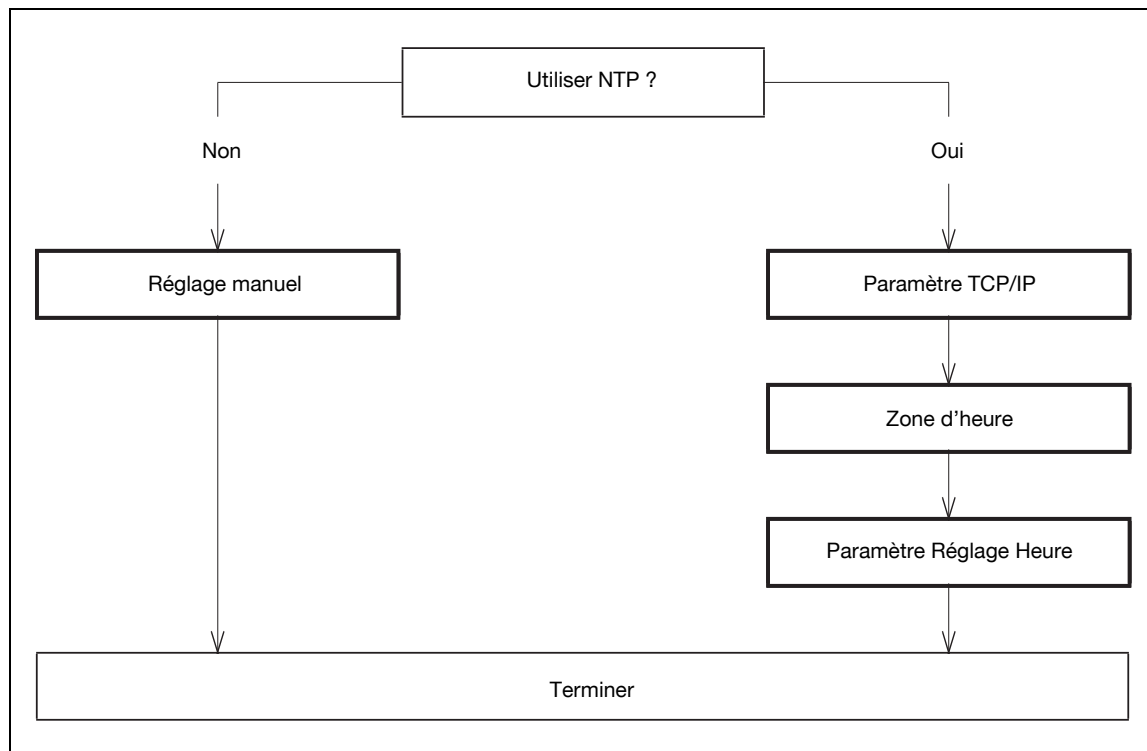 Utiliser NTP ?
Non
Oui
Réglage manuel
Paramètre TCP/IP
Zone d'heure
Paramètre Réglage Heure
Terminer